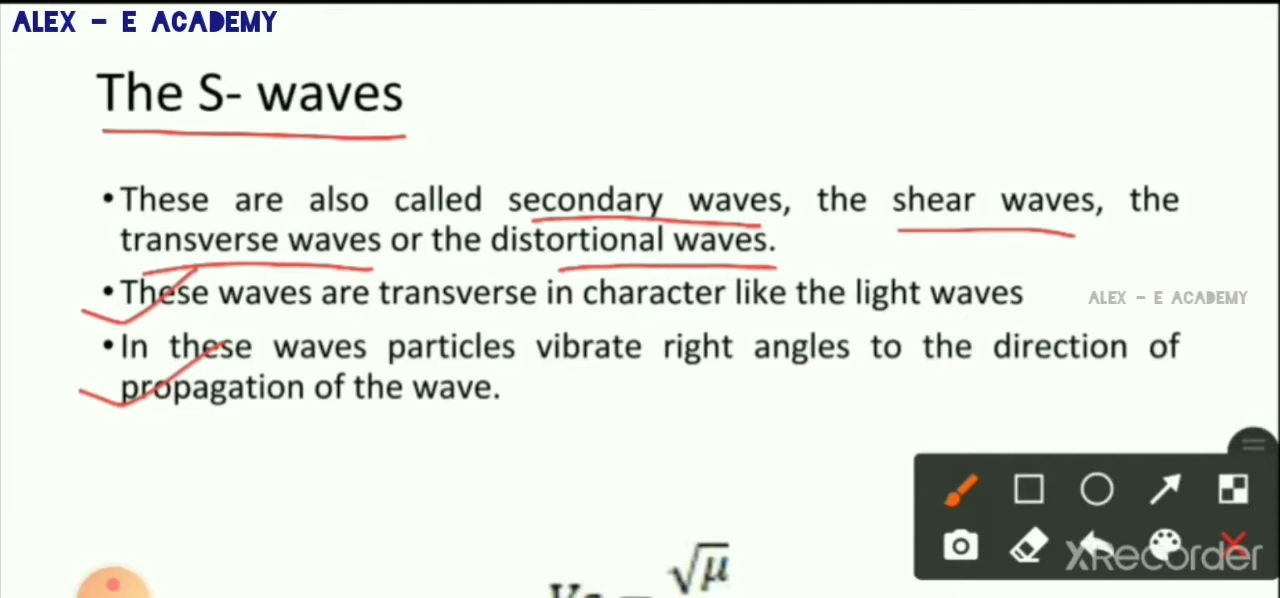 ALEX - E ACADEMY
The S- waves
•These are also called secondary waves, the shear waves, the
transverse waves or the distortional waves.
•These waves are transverse in character like the light waves
ALEX - E ACADEMY
•In these waves particles vibrate right angles to the direction of
propagation of the wave.
XRecorder
√μ